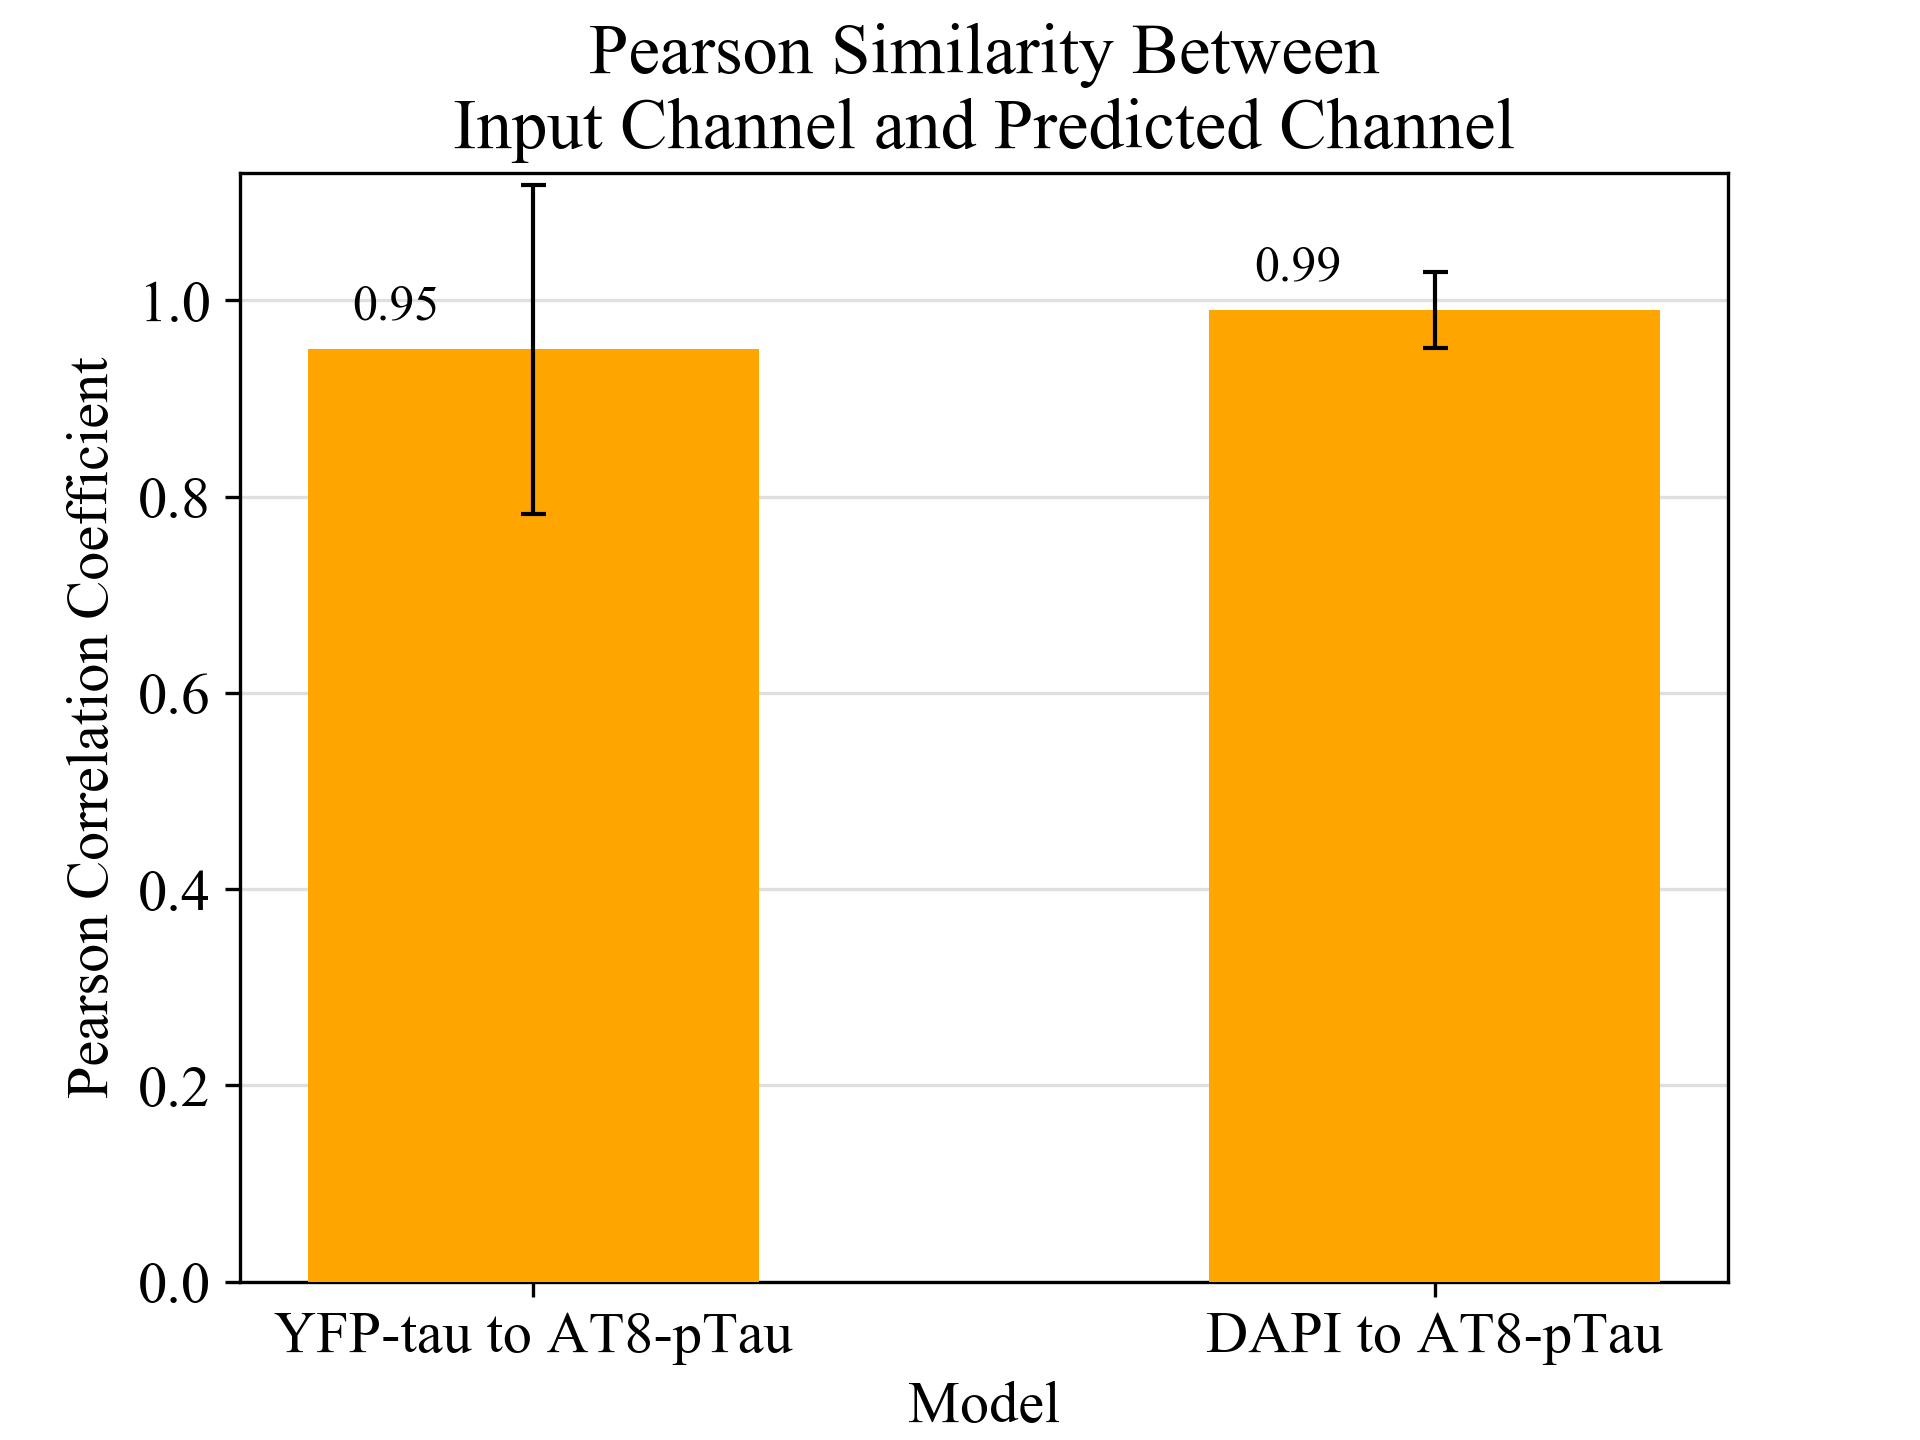 Pearson Similarity Between
Input Channel and Predicted Channel
Pearson Correlation Coefficient
1.0
0.8
0.6
0.4
0.2
0.0
0.95
0.99
YFP-tau to AT8-pTau
DAPI to AT8-pTau
Model